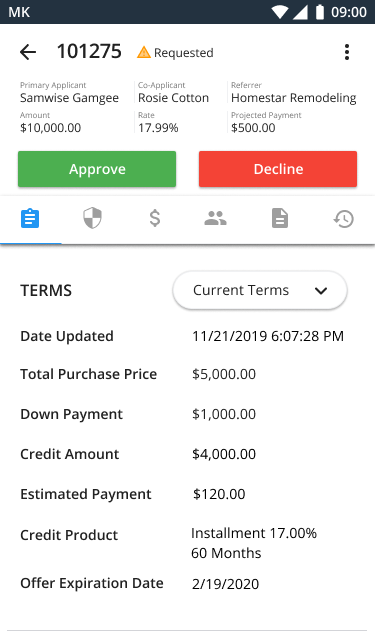 MK 09:00
101275 Requested
Primary Applicant Co-Applicant Referrer
Samwise Gamgee Rosie Cotton Homestar Remodeling
Amount Rate Projected Payment
$10,000.00 17.99% $500.00
Approve Decline
TERMS Current Terms
Date Updated 11/21/2019 6:07:28 PM
Total Purchase Price $5,000.00
Down Payment $1,000.00
Credit Amount $4,000.00
Estimated Payment $120.00
Credit Product Installment 17.00%
60 Months
Offer Expiration Date 2/19/2020